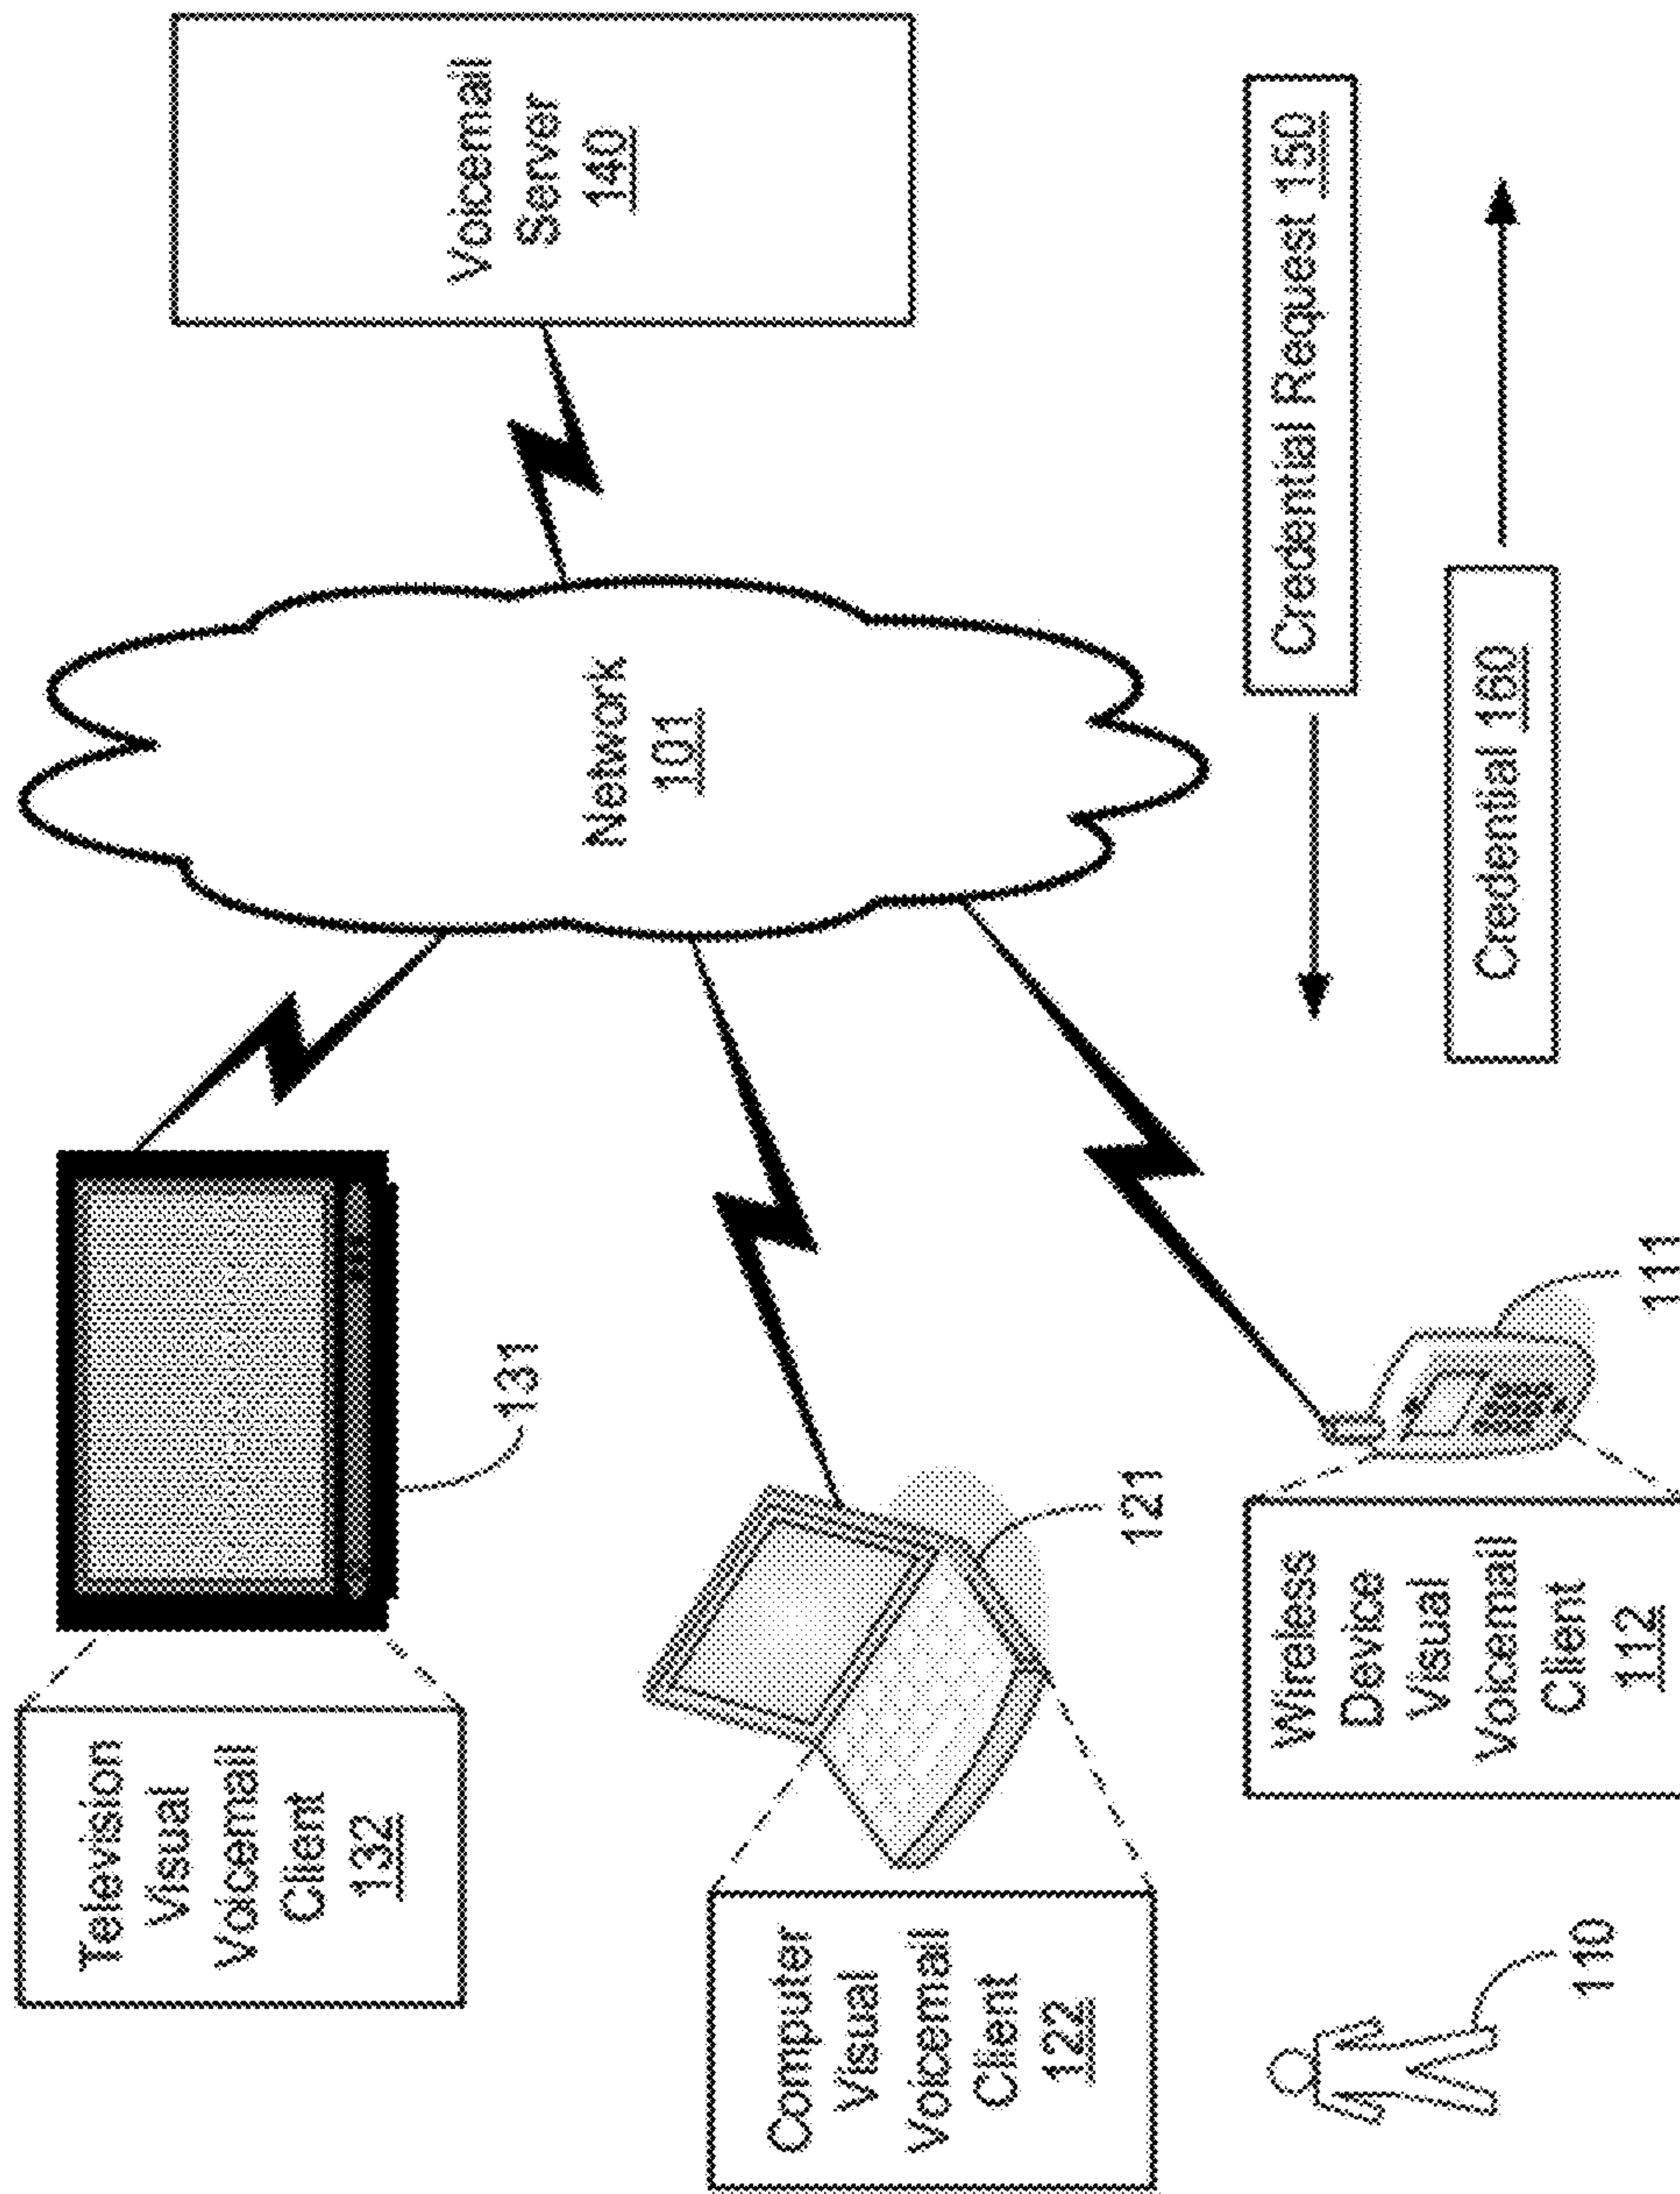 Television
Visual
Voicemail
Client
132
131
Computer
Visual
Voicemail
Client
122
121
110
Wireless
Device
Visual
Voicemail
Client
112
111
Network
101
Voicemail
Server
140
Credential Request 150
Credential 160